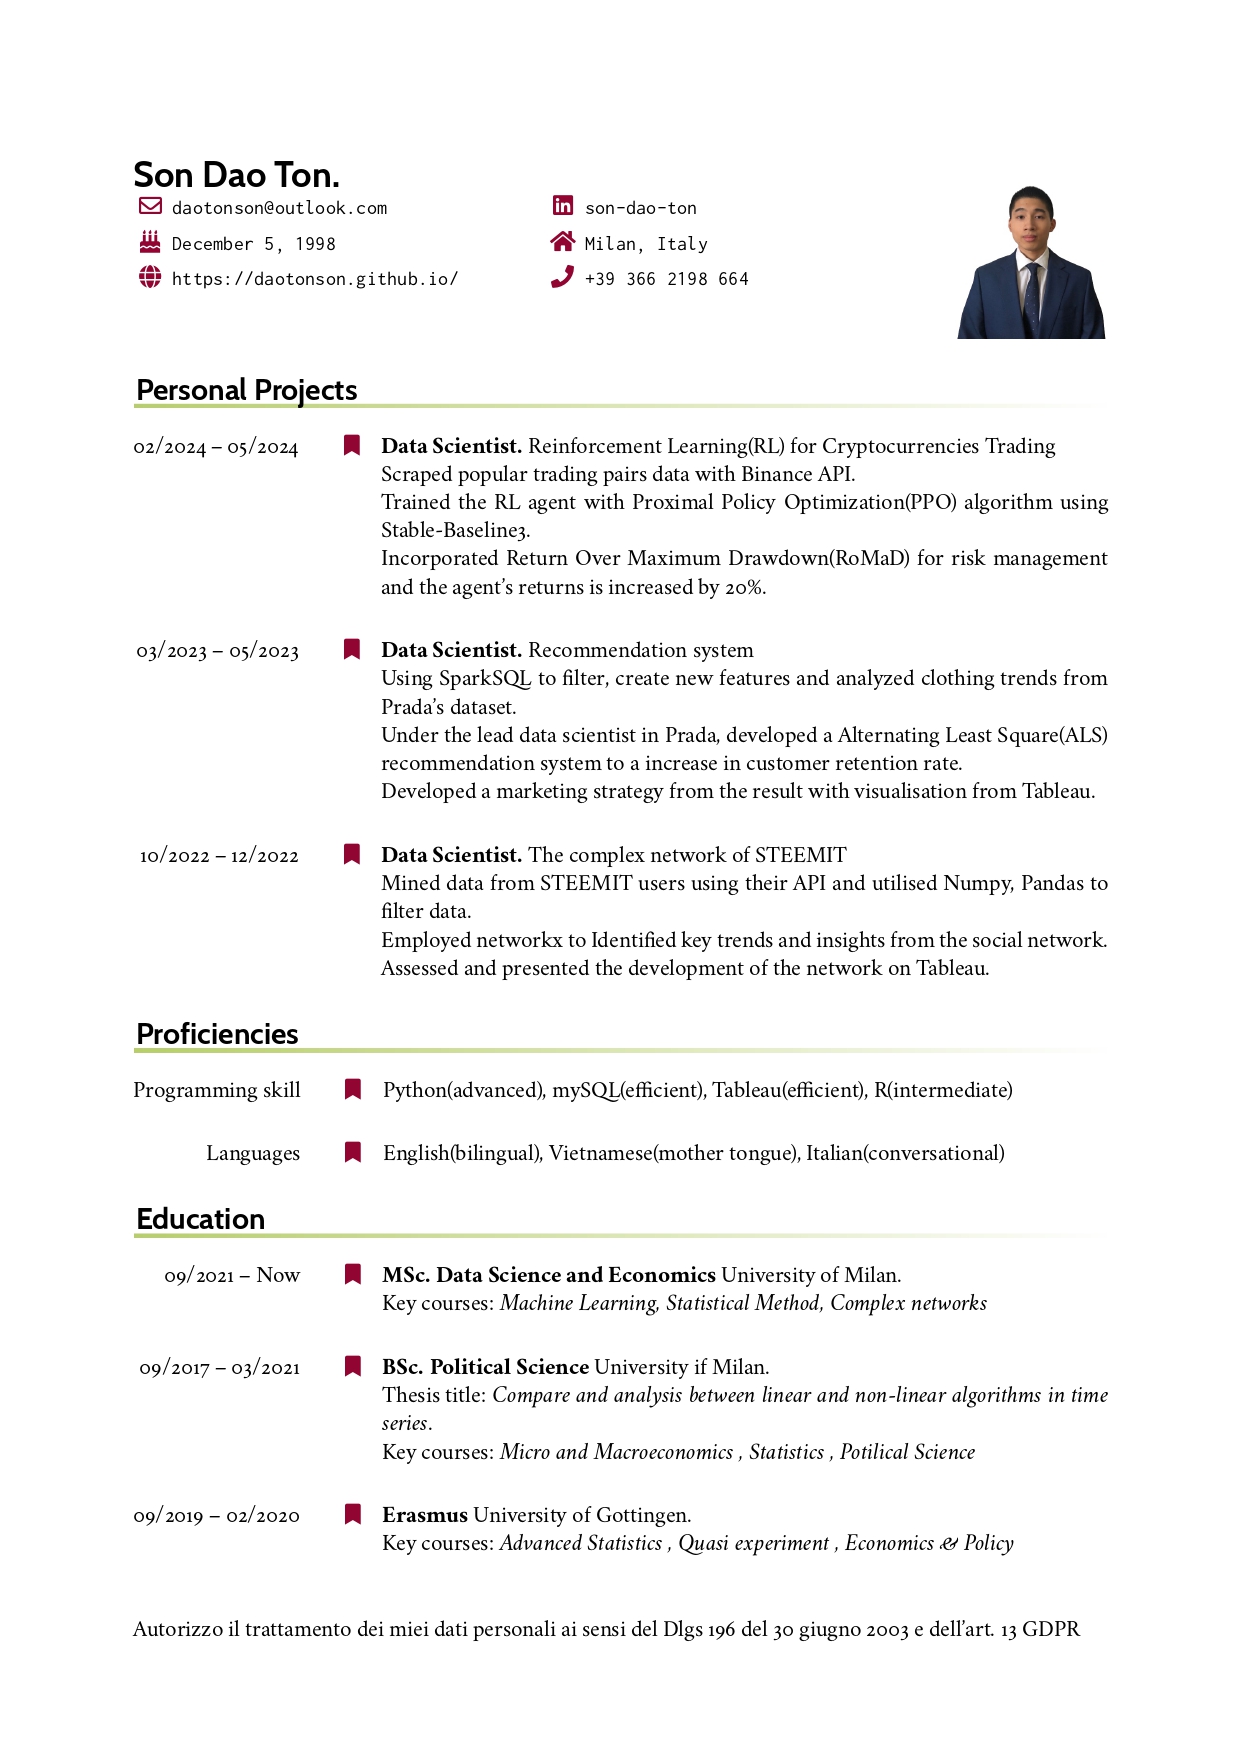 Son Dao Ton.
daotonson@outlook.com
son-dao-ton
December 5, 1998
Milan, Italy
https://daotonson.github.io/
+39 366 2198 664
Personal Projects
02/2024 – 05/2024
Data Scientist. Reinforcement Learning(RL) for Cryptocurrencies Trading
Scraped popular trading pairs data with Binance API.
Trained the RL agent with Proximal Policy Optimization(PPO) algorithm using
Stable-Baseline3.
Incorporated Return Over Maximum Drawdown(RoMaD) for risk management
and the agent's returns is increased by 20%.
03/2023 – 05/2023
Data Scientist. Recommendation system
Using SparkSQL to filter, create new features and analyzed clothing trends from
Prada's dataset.
Under the lead data scientist in Prada, developed a Alternating Least Square(ALS)
recommendation system to a increase in customer retention rate.
Developed a marketing strategy from the result with visualisation from Tableau.
10/2022 – 12/2022
Data Scientist. The complex network of STEEMIT
Mined data from STEEMIT users using their API and utilised Numpy, Pandas to
filter data.
Employed networkx to Identified key trends and insights from the social network.
Assessed and presented the development of the network on Tableau.
Proficiencies
Programming skill
Python(advanced), mySQL(efficient), Tableau(efficient), R(intermediate)
Languages
English(bilingual), Vietnamese(mother tongue), Italian(conversational)
Education
09/2021 – Now
MSc. Data Science and Economics University of Milan.
Key courses: Machine Learning, Statistical Method, Complex networks
09/2017 – 03/2021
BSc. Political Science University if Milan.
Thesis title: Compare and analysis between linear and non-linear algorithms in time
series.
Key courses: Micro and Macroeconomics , Statistics , Potilical Science
09/2019 – 02/2020
Erasmus University of Gottingen.
Key courses: Advanced Statistics , Quasi experiment , Economics & Policy
Autorizzo il trattamento dei miei dati personali ai sensi del Dlgs 196 del 30 giugno 2003 e dell'art. 13 GDPR